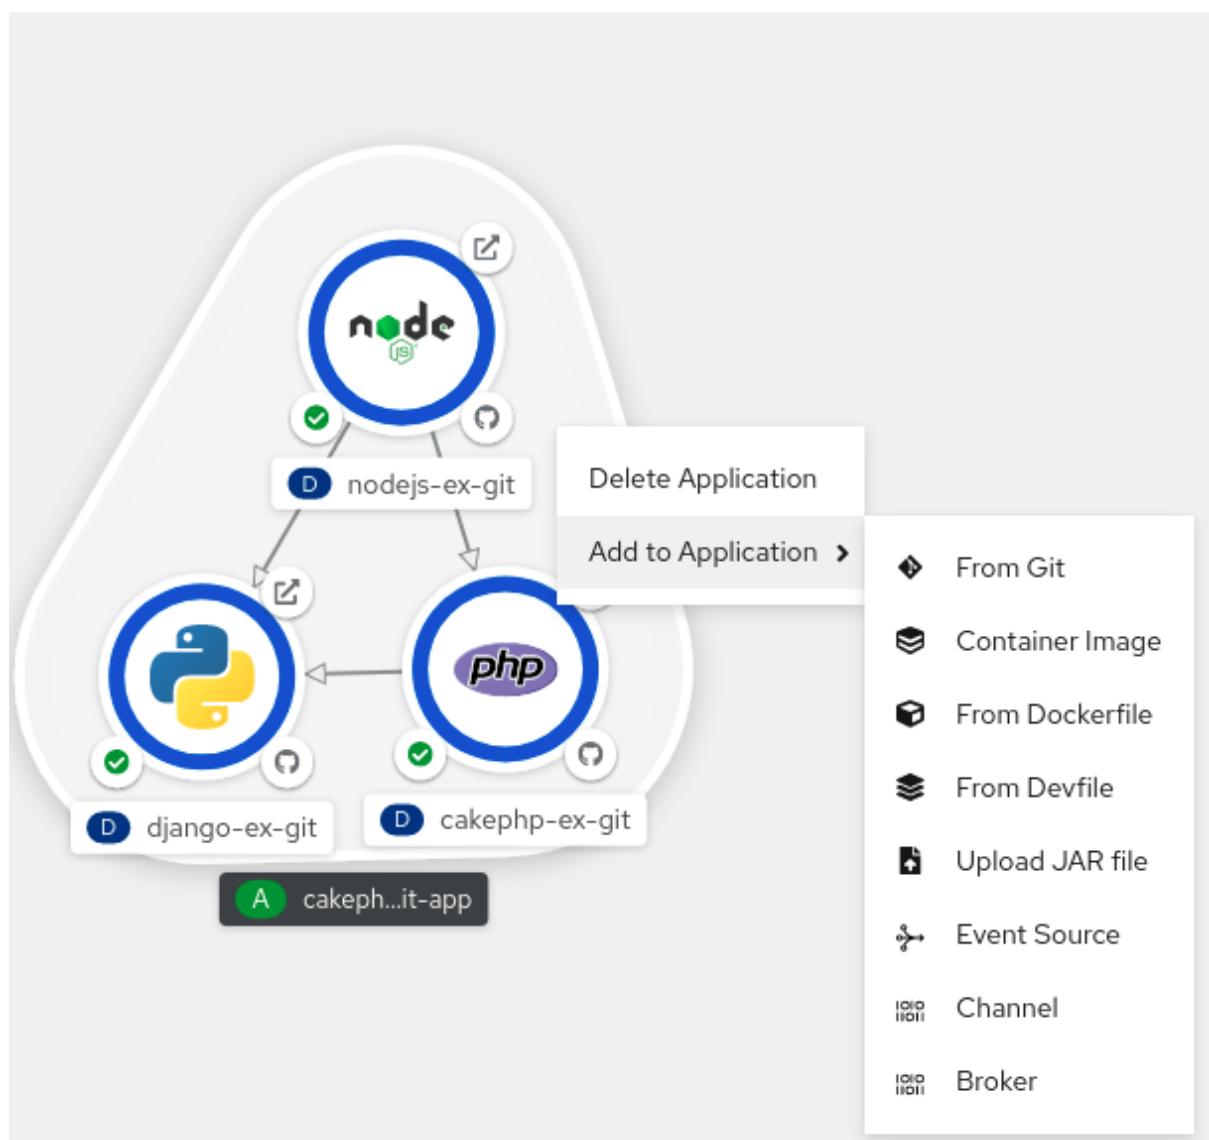 node
JS
D nodejs-ex-git
Delete Application
Add to Application
From Git
Container Image
From Dockerfile
From Devfile
Upload JAR file
Event Source
Channel
Broker
php
D django-ex-git
D cakephp-ex-git
A cakeph...it-app